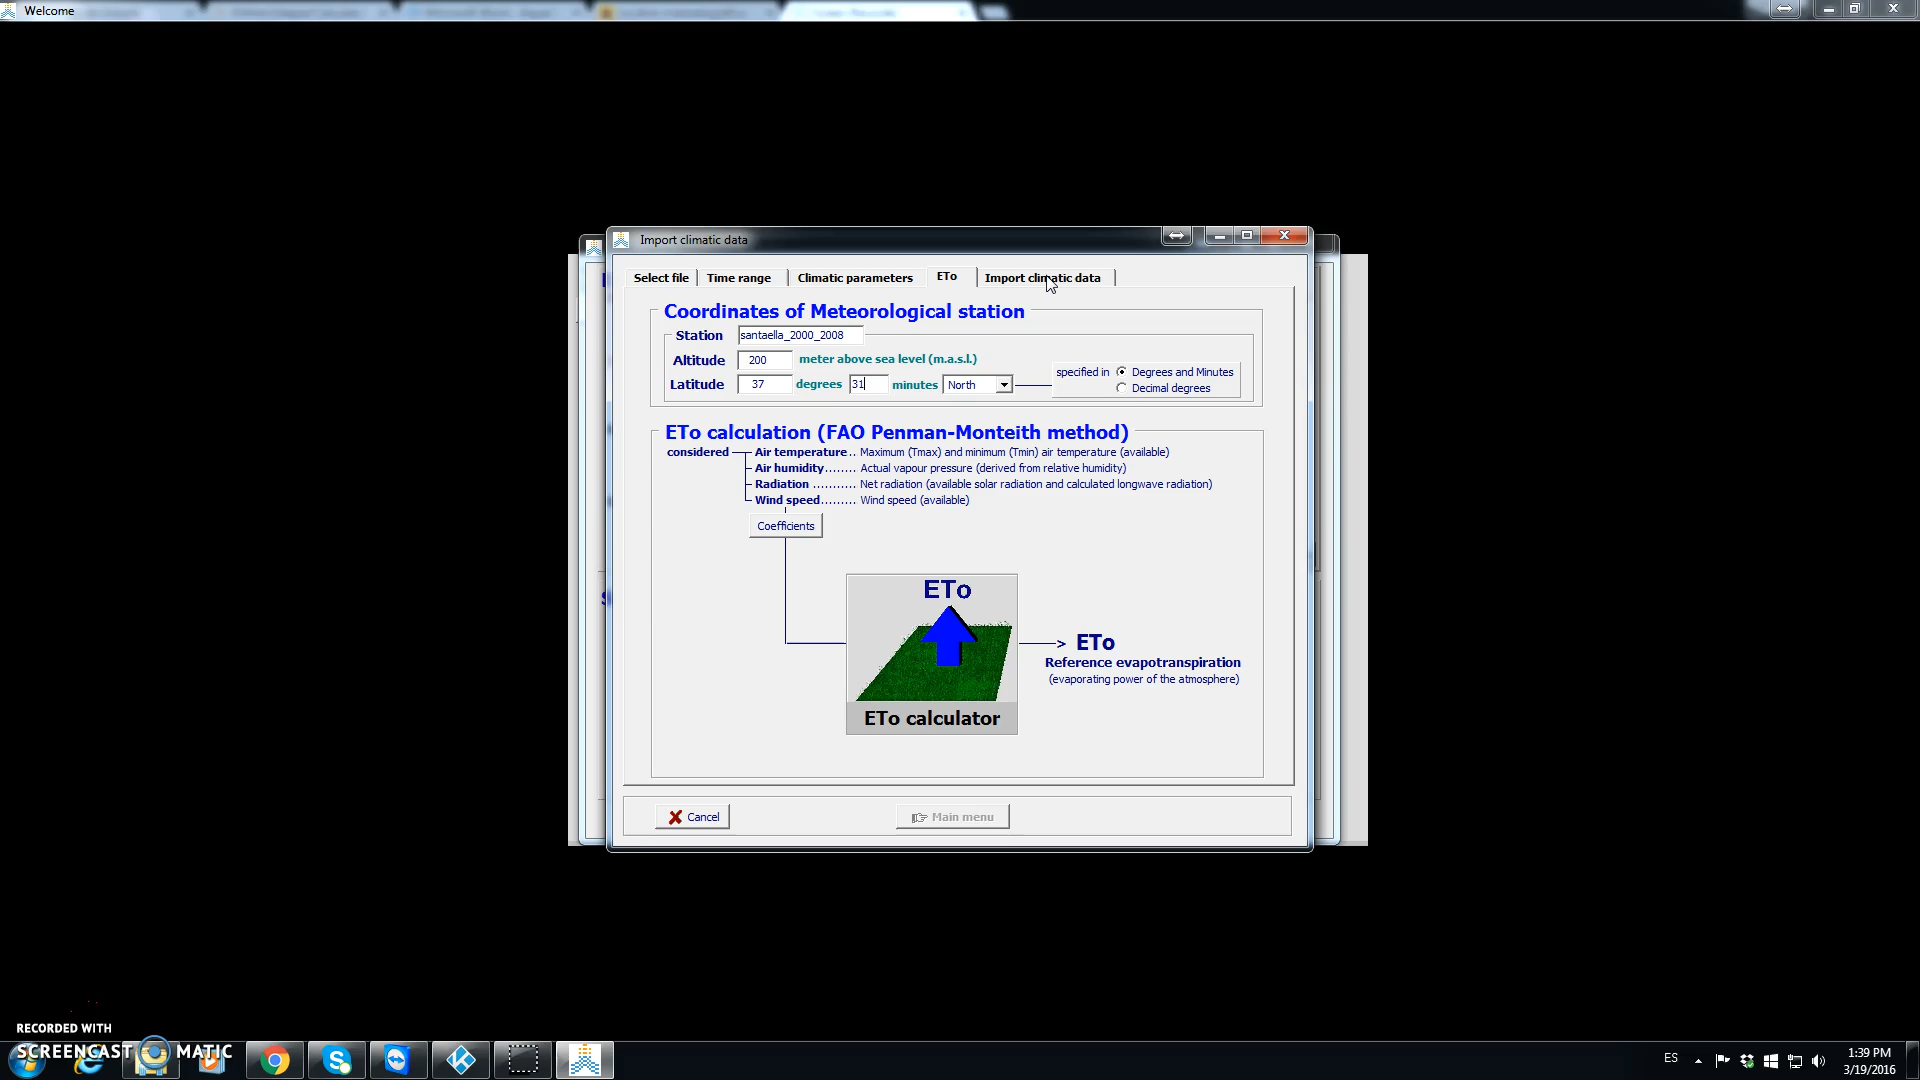 Welcome
Import climatic data
Select file
Time range
Climatic parameters
ETo
Import climatic data
Coordinates of Meteorological station
Station santaella_2000_2008
Altitude 200 meter above sea level (m.a.s.l.)
Latitude 37 degrees 31 minutes North
specified in Degrees and Minutes
Decimal degrees
ETo calculation (FAO Penman-Monteith method)
considered Air temperature.. Maximum (Tmax) and minimum (Tmin) air temperature (available)
Air humidity....... Actual vapour pressure (derived from relative humidity)
Radiation .......... Net radiation (available solar radiation and calculated longwave radiation)
Wind speed........ Wind speed (available)
Coefficients
ETo
> ETo
Reference evapotranspiration
(evaporating power of the atmosphere)
ETo calculator
Cancel
Main menu
RECORDED WITH
SCREENCAST MATIC
ES
1:39 PM
3/19/2016